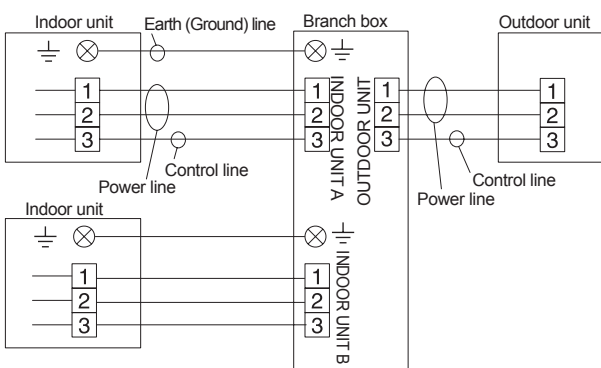 Indoor unit
Earth (Ground) line
Branch box
Outdoor unit
1
2
3
1
2
3
INDOOR UNIT A
OUTDOOR UNIT
1
2
3
1
2
3
Power line
Control line
Power line
Control line
Indoor unit
1
2
3
1
2
3
INDOOR UNIT B